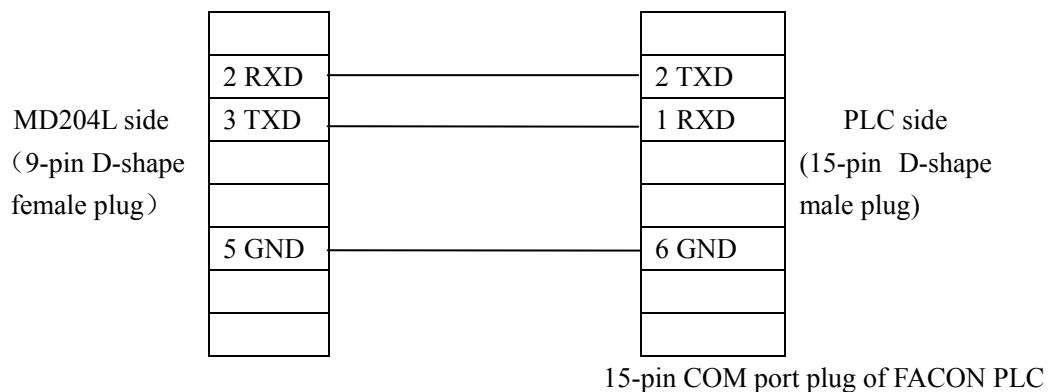 2 RXD 2 TXD
MD204L side 3 TXD 1 RXD PLC side
（9-pin D-shape (15-pin D-shape
female plug） male plug)
5 GND 6 GND
15-pin COM port plug of FACON PLC